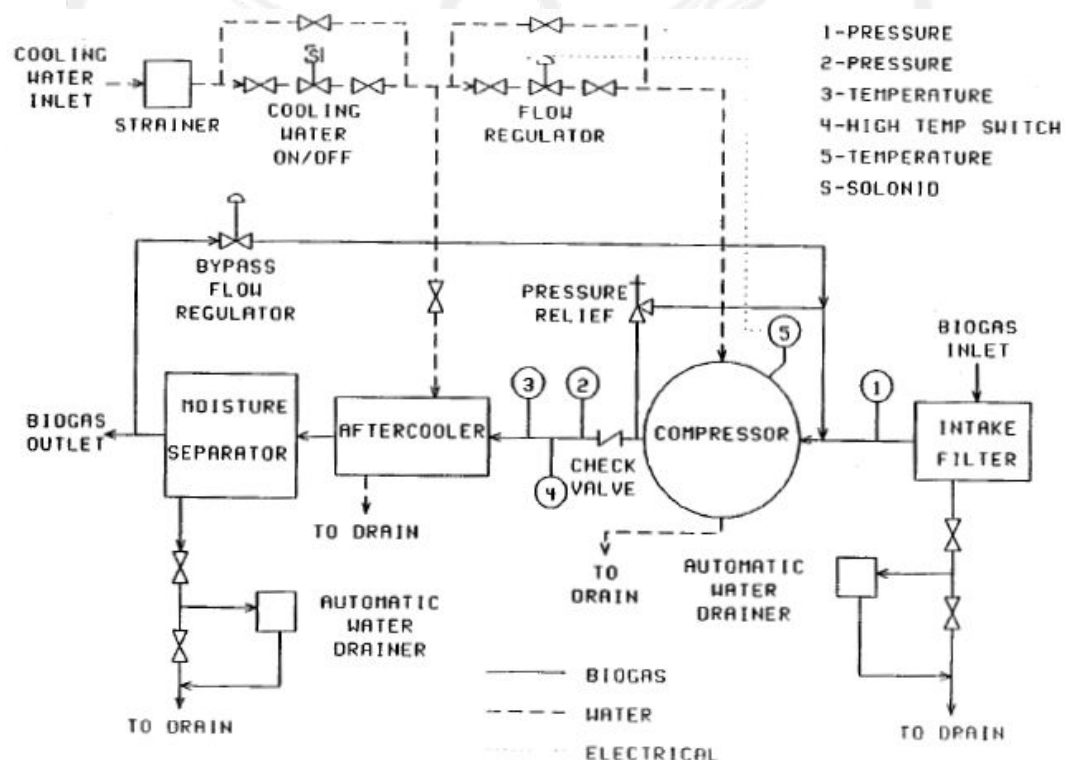 COOLING
WATER
INLET
STRAINER
S
COOLING
WATER
ON/OFF
FLOW
REGULATOR
1-PRESSURE
2-PRESSURE
3-TEMPERATURE
4-HIGH TEMP SWITCH
5-TEMPERATURE
S-SOLONID
BYPASS
FLOW
REGULATOR
PRESSURE
RELIEF
5
BIOGAS
INLET
BIOGAS
OUTLET
MOISTURE
SEPARATOR
AFTERCOOLER
3
2
4
CHECK
VALVE
COMPRESSOR
1
INTAKE
FILTER
TO DRAIN
TO
DRAIN
AUTOMATIC
WATER
DRAINER
AUTOMATIC
WATER
DRAINER
TO DRAIN
TO DRAIN
BIOGAS
WATER
ELECTRICAL